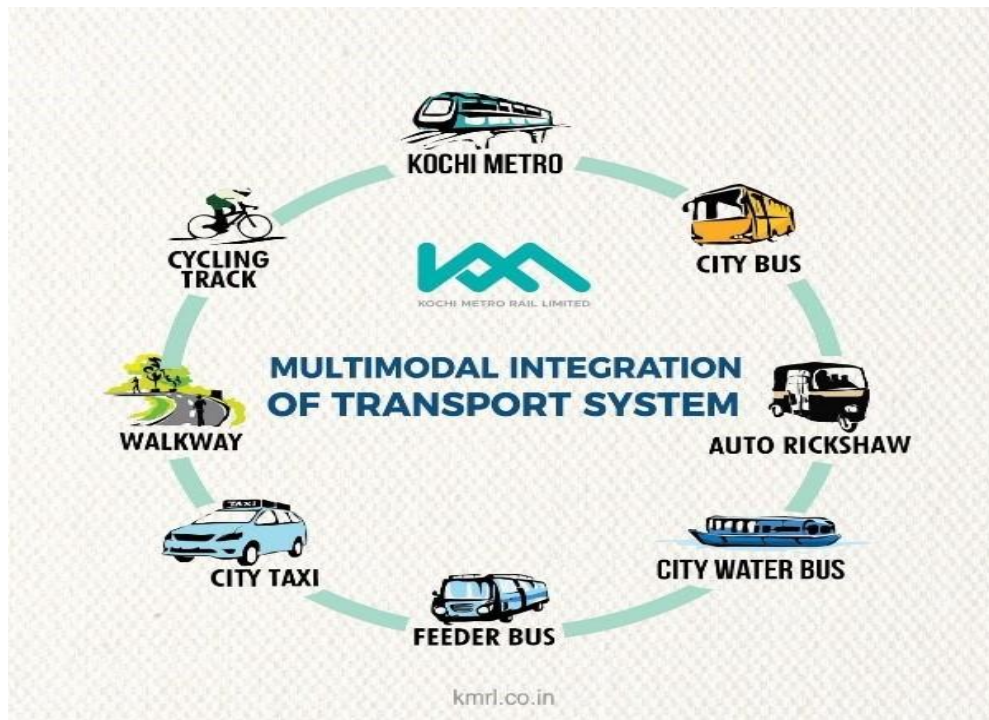 KOCHI METRO
CITY BUS
AUTO RICKSHAW
CITY WATER BUS
FEEDER BUS
TAXI
CITY TAXI
WALKWAY
CYCLING
TRACK
KOCHI METRO RAIL LIMITED
MULTIMODAL INTEGRATION
OF TRANSPORT SYSTEM
kmrl.co.in